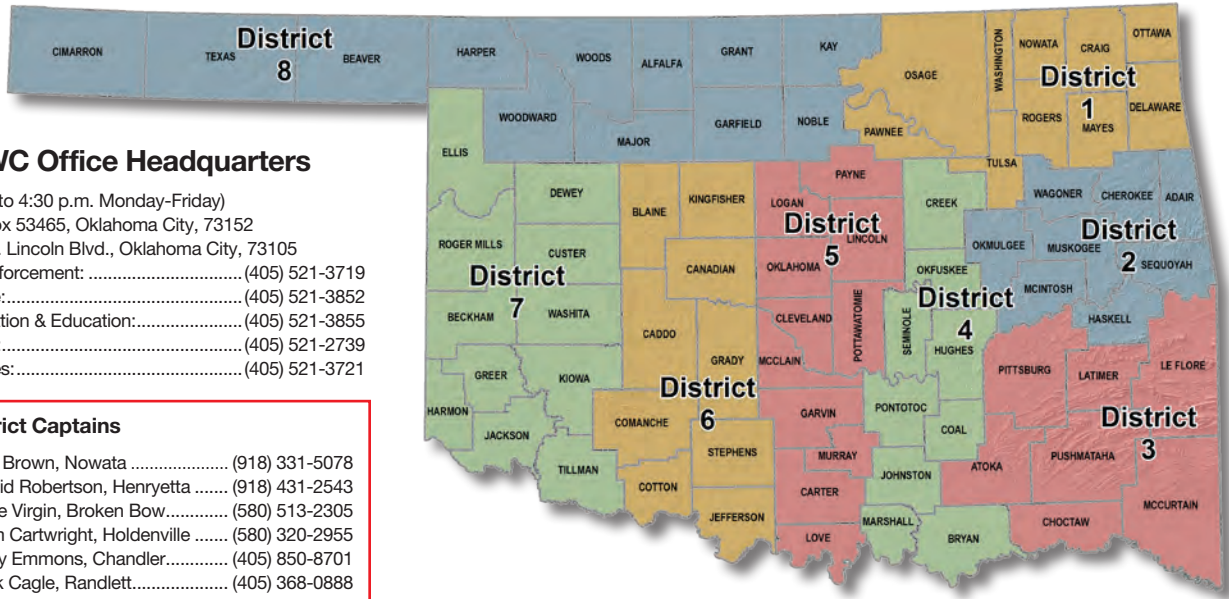 WC Office Headquarters
to 4:30 p.m. Monday-Friday)
ox 53465, Oklahoma City, 73152
. Lincoln Blvd., Oklahoma City, 73105
forcement: (405) 521-3719
: (405) 521-3852
ation & Education: (405) 521-3855
: (405) 521-2739
es: (405) 521-3721
rict Captains
Brown, Nowata (918) 331-5078
id Robertson, Henryetta (918) 431-2543
e Virgin, Broken Bow (580) 513-2305
n Cartwright, Holdenville (580) 320-2955
y Emmons, Chandler (405) 850-8701
k Cagle, Randlett (405) 368-0888
District 8
CIMARRON
TEXAS
BEAVER
HARPER
WOODS
ALFALFA
GRANT
KAY
WOODWARD
MAJOR
GARFIELD
NOBLE
District 1
OSAGE
WASHINGTON
NOWATA
CRAIG
OTTAWA
ROGERS
MAYES
DELAWARE
PAWNEE
TULSA
District 2
WAGONER
CHEROKEE
ADAIR
OKMULGEE
MUSKOGEE
SEQUOYAH
MCINTOSH
HASKELL
District 7
ELLIS
DEWEY
ROGER MILLS
CUSTER
BECKHAM
WASHITA
GREER
KIOWA
HARMON
JACKSON
TILLMAN
District 6
BLAINE
KINGFISHER
CANADIAN
CADDO
GRADY
COMANCHE
STEPHENS
COTTON
JEFFERSON
District 5
PAYNE
LOGAN
LINCOLN
OKLAHOMA
CLEVELAND
POTTAWATOMIE
MCCLAIN
GARVIN
MURRAY
CARTER
LOVE
District 4
CREEK
OKFUSKEE
SEMINOLE
HUGHES
PONTOTOC
COAL
JOHNSTON
MARSHALL
BRYAN
District 3
PITTSBURG
LATIMER
LE FLORE
ATOKA
PUSHMATAHA
MCCURTAIN
CHOCTAW